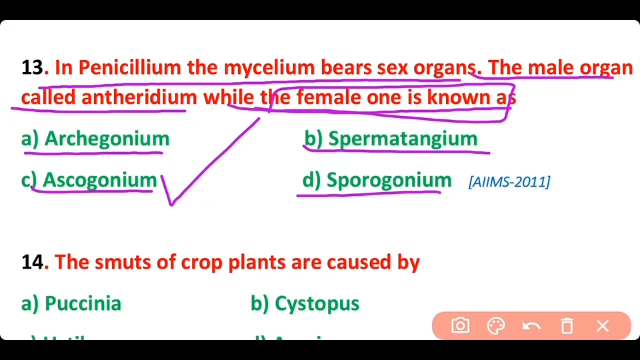 13. In Penicillium the mycelium bears sex organs. The male organ
called antheridium while the female one is known as
a) Archegonium b) Spermatangium
c) Ascogonium d) Sporogonium [AIIMS-2011]
14. The smuts of crop plants are caused by
a) Puccinia b) Cystopus